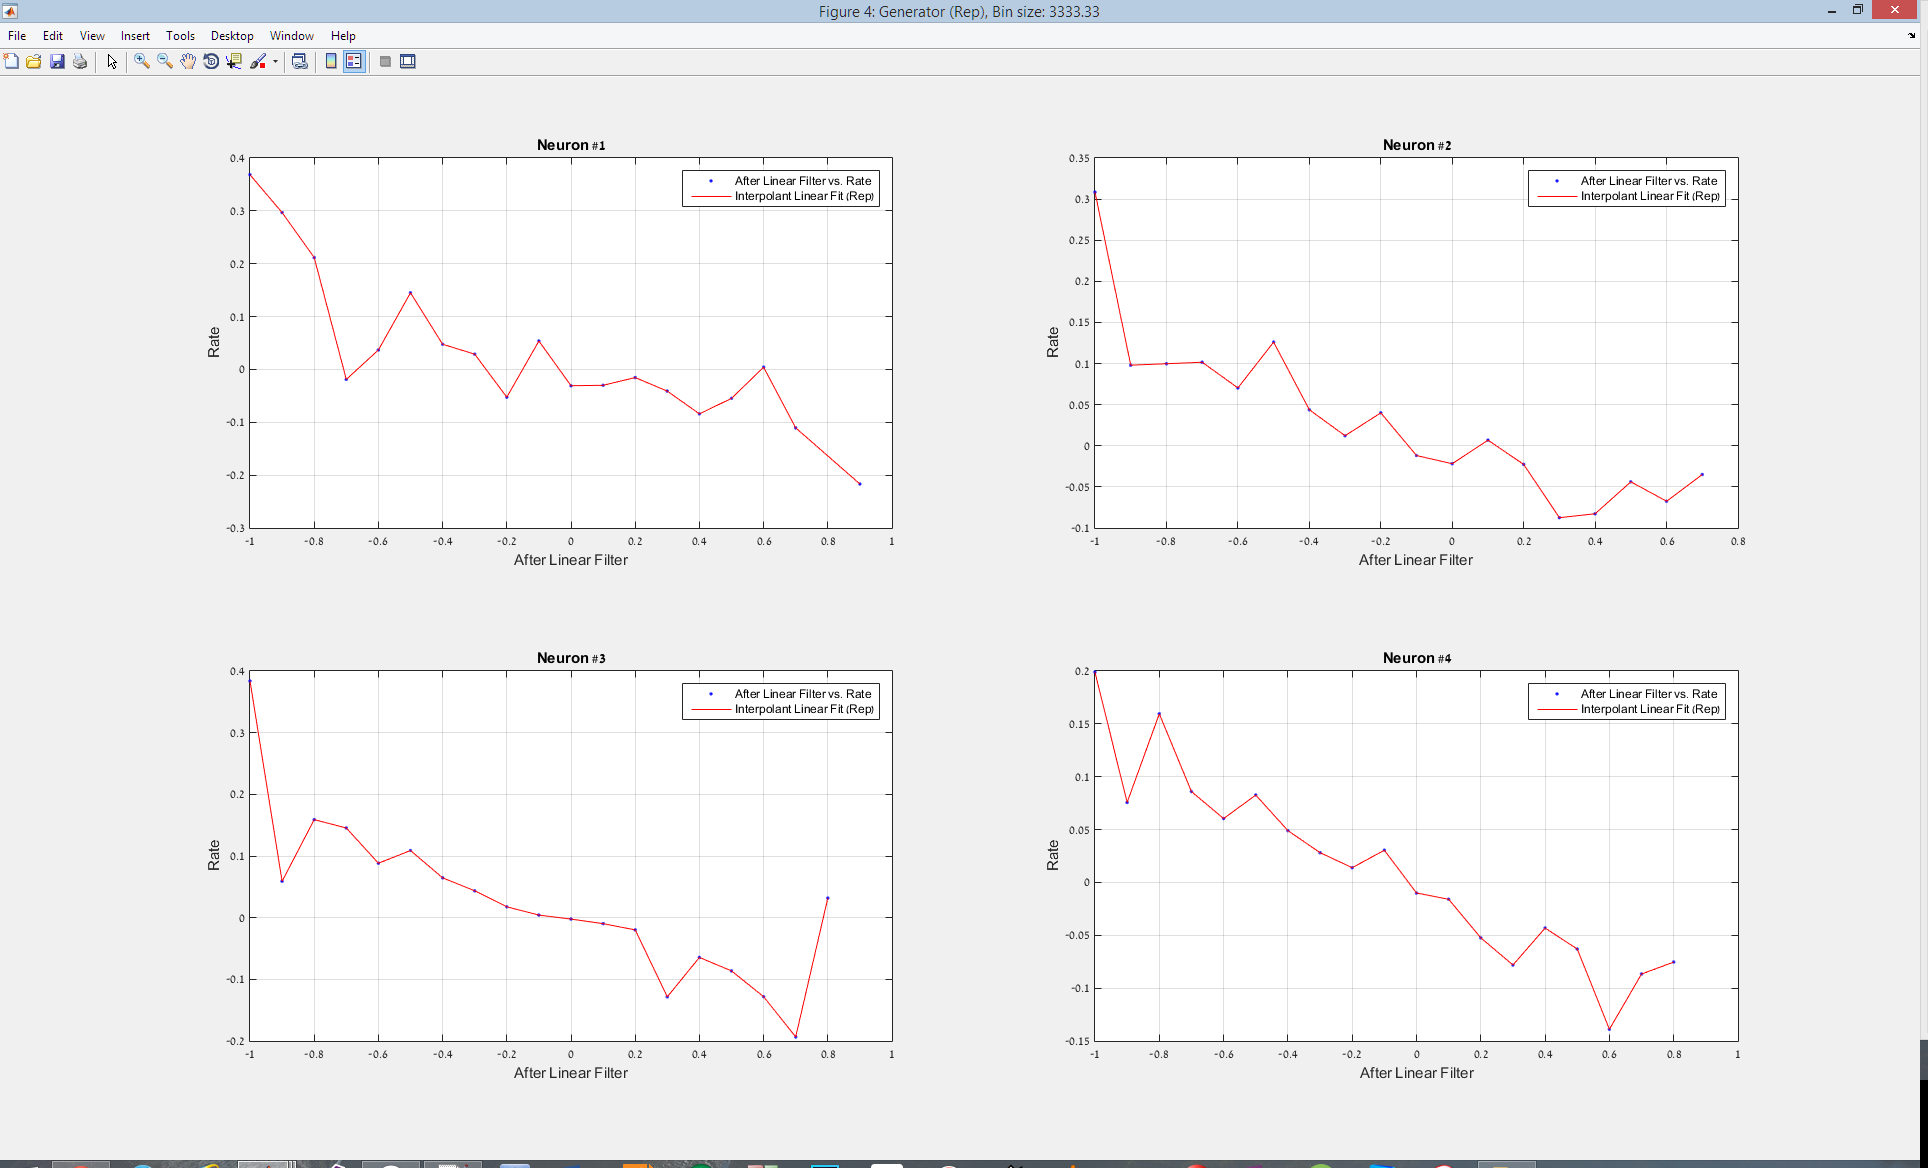 Figure 4: Generator (Rep), Bin size: 3333.33
File Edit View Insert Tools Desktop Window Help
Neuron #1
After Linear Filter vs. Rate
Interpolant Linear Fit (Rep)
0.4
0.3
0.2
0.1
0
-0.1
-0.2
-0.3
Rate
-1 -0.8 -0.6 -0.4 -0.2 0 0.2 0.4 0.6 0.8 1
After Linear Filter
Neuron #2
After Linear Filter vs. Rate
Interpolant Linear Fit (Rep)
0.35
0.3
0.25
0.2
0.15
0.1
0.05
0
-0.05
-0.1
Rate
-1 -0.8 -0.6 -0.4 -0.2 0 0.2 0.4 0.6 0.8
After Linear Filter
Neuron #3
After Linear Filter vs. Rate
Interpolant Linear Fit (Rep)
0.4
0.3
0.2
0.1
0
-0.1
-0.2
Rate
-1 -0.8 -0.6 -0.4 -0.2 0 0.2 0.4 0.6 0.8 1
After Linear Filter
Neuron #4
After Linear Filter vs. Rate
Interpolant Linear Fit (Rep)
0.2
0.15
0.1
0.05
0
-0.05
-0.1
-0.15
Rate
-1 -0.8 -0.6 -0.4 -0.2 0 0.2 0.4 0.6 0.8 1
After Linear Filter